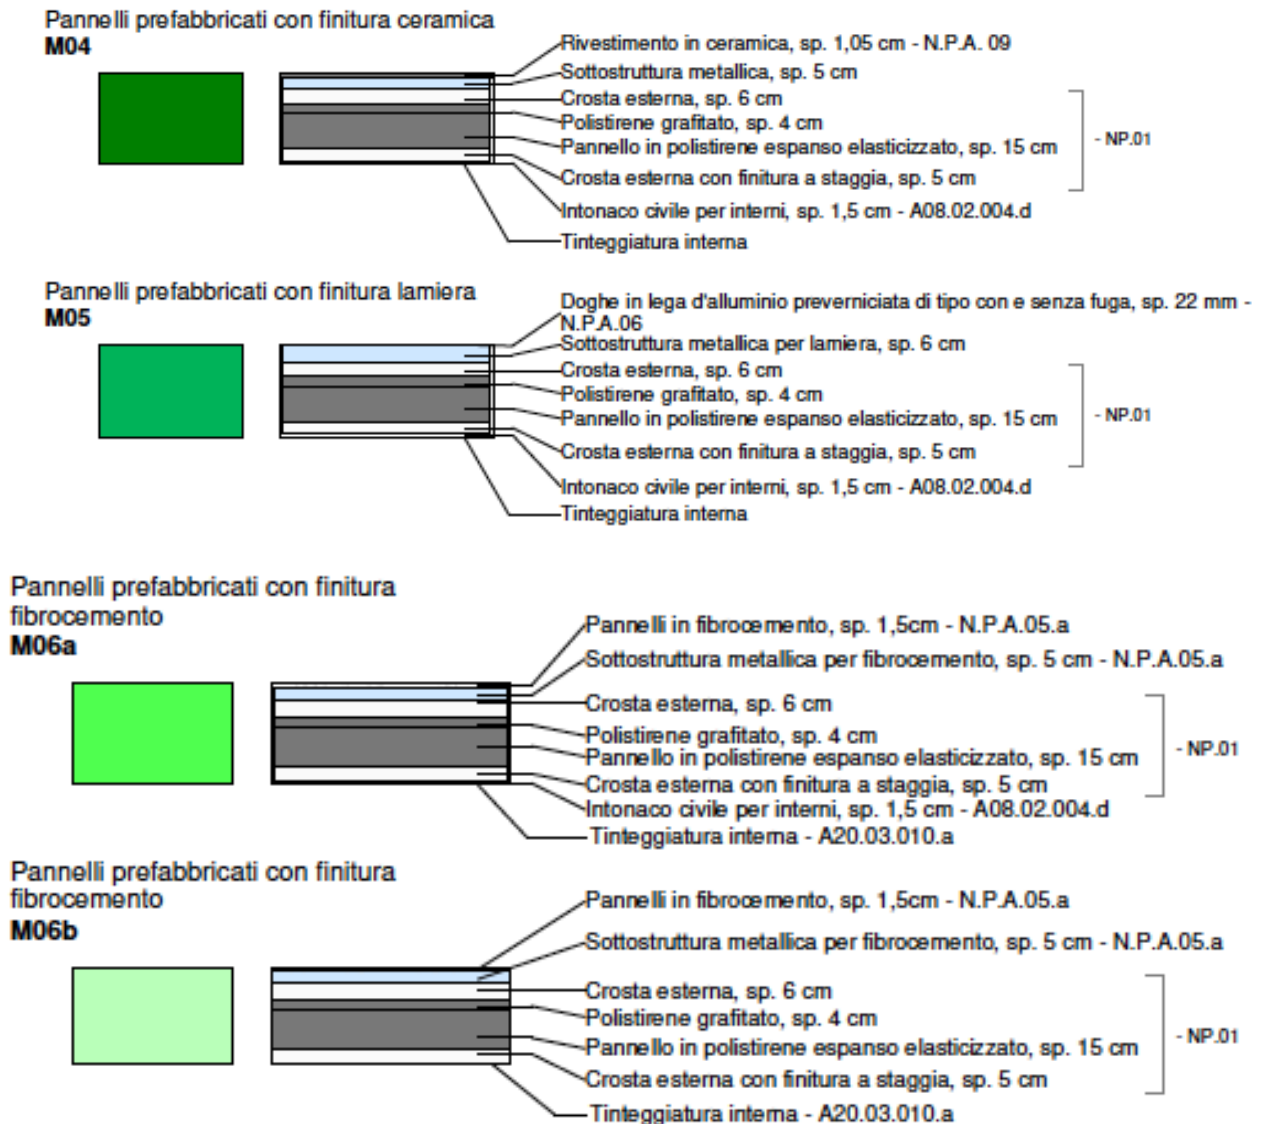 Pannelli prefabbricati con finitura ceramica
M04
Rivestimento in ceramica, sp. 1,05 cm - N.P.A. 09
Sottostruttura metallica, sp. 5 cm
Crosta esterna, sp. 6 cm
Polistirene grafitato, sp. 4 cm
Pannello in polistirene espanso elasticizzato, sp. 15 cm
- NP.01
Crosta esterna con finitura a staggia, sp. 5 cm
Intonaco civile per interni, sp. 1,5 cm - A08.02.004.d
Tinteggiatura interna
Pannelli prefabbricati con finitura lamiera
M05
Doghe in lega d'alluminio preverniciata di tipo con e senza fuga, sp. 22 mm -
N.P.A.06
Sottostruttura metallica per lamiera, sp. 6 cm
Crosta esterna, sp. 6 cm
Polistirene grafitato, sp. 4 cm
Pannello in polistirene espanso elasticizzato, sp. 15 cm
- NP.01
Crosta esterna con finitura a staggia, sp. 5 cm
Intonaco civile per interni, sp. 1,5 cm - A08.02.004.d
Tinteggiatura interna
Pannelli prefabbricati con finitura
fibrocemento
M06a
Pannelli in fibrocemento, sp. 1,5cm - N.P.A.05.a
Sottostruttura metallica per fibrocemento, sp. 5 cm - N.P.A.05.a
Crosta esterna, sp. 6 cm
Polistirene grafitato, sp. 4 cm
Pannello in polistirene espanso elasticizzato, sp. 15 cm
- NP.01
Crosta esterna con finitura a staggia, sp. 5 cm
Intonaco civile per interni, sp. 1,5 cm - A08.02.004.d
Tinteggiatura interna - A20.03.010.a
Pannelli prefabbricati con finitura
fibrocemento
M06b
Pannelli in fibrocemento, sp. 1,5cm - N.P.A.05.a
Sottostruttura metallica per fibrocemento, sp. 5 cm - N.P.A.05.a
Crosta esterna, sp. 6 cm
Polistirene grafitato, sp. 4 cm
Pannello in polistirene espanso elasticizzato, sp. 15 cm
- NP.01
Crosta esterna con finitura a staggia, sp. 5 cm
Tinteggiatura interna - A20.03.010.a